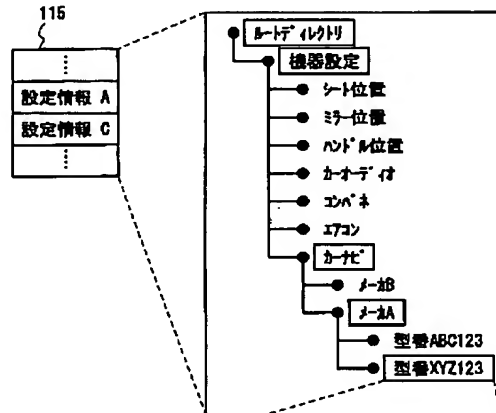 115
設定情報 A
設定情報 C
ルートディレクトリ
機器設定
シート位置
ミラー位置
ハンドル位置
カーオーディオ
コンパネ
エアコン
カーナビ
メーカB
メーカA
型番ABC123
型番XYZ123